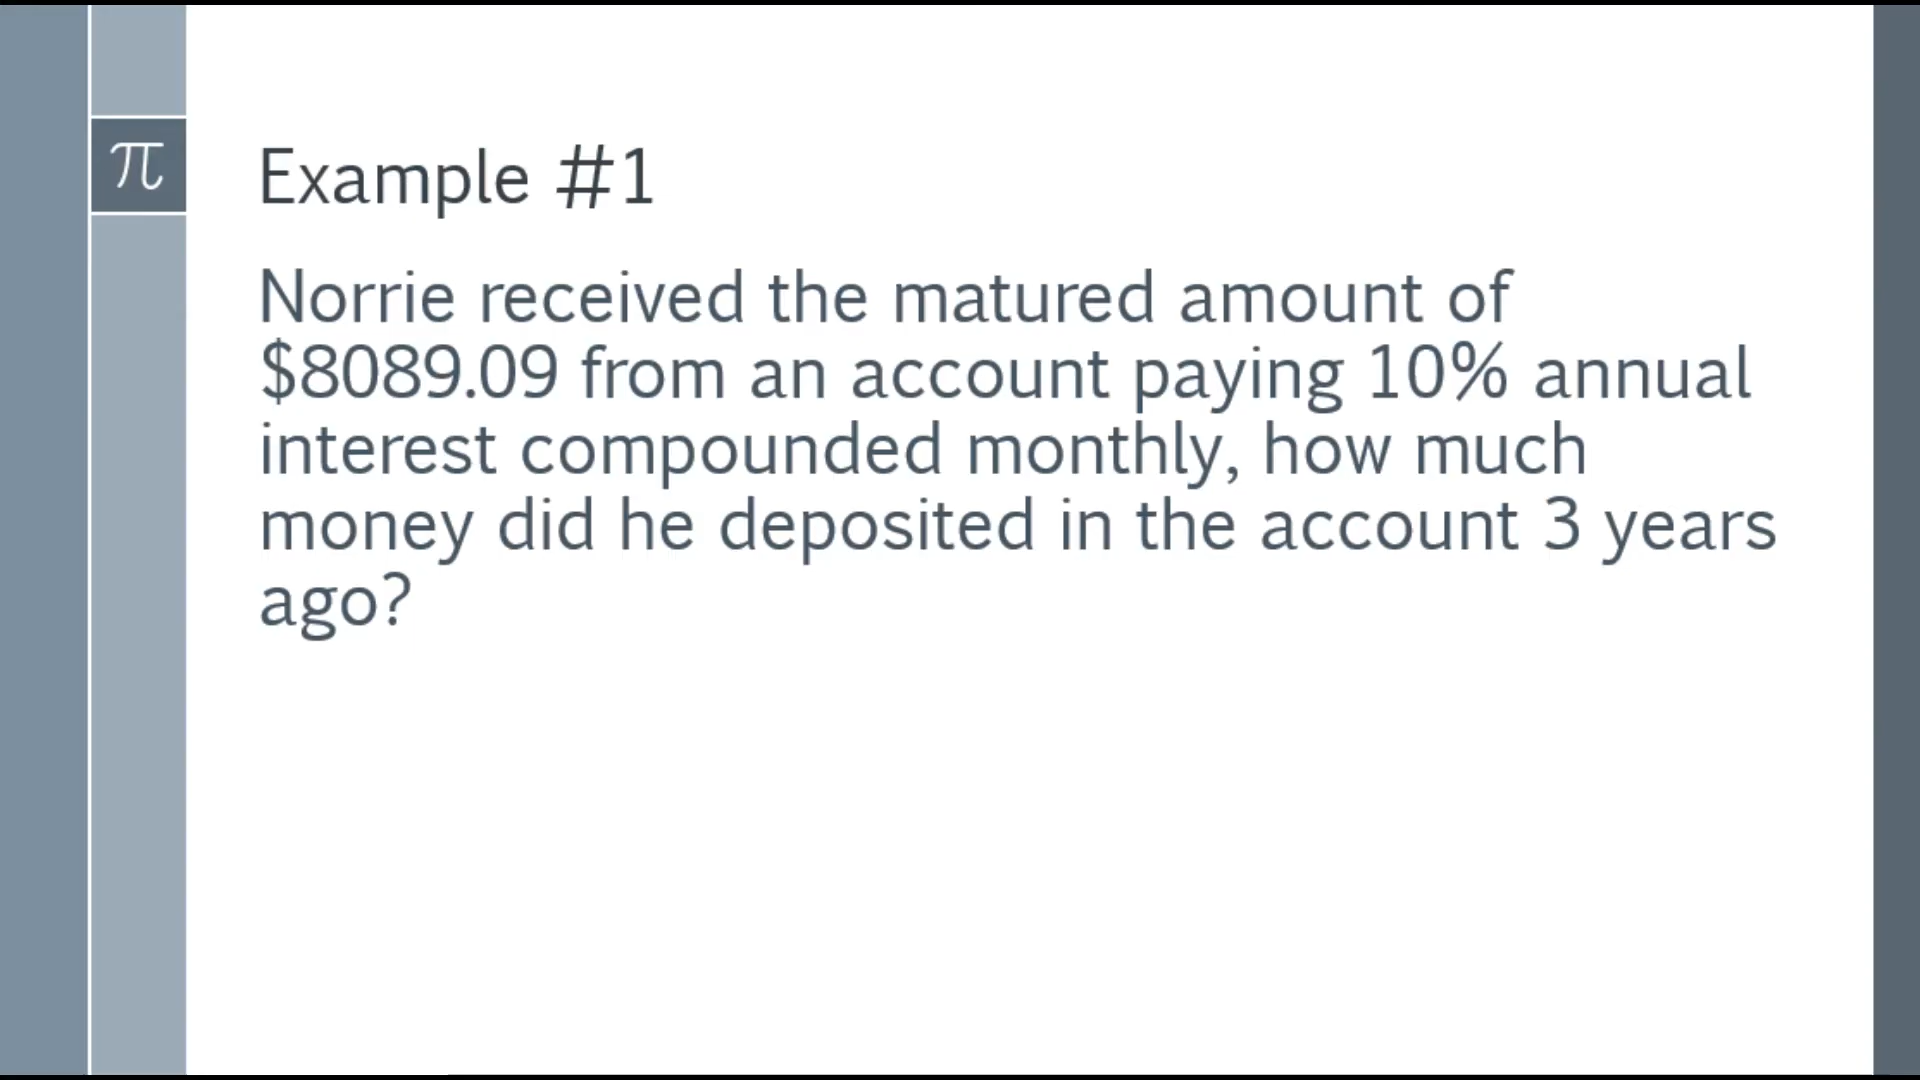 π
Example #1
Norrie received the matured amount of
$8089.09 from an account paying 10% annual
interest compounded monthly, how much
money did he deposited in the account 3 years
ago?